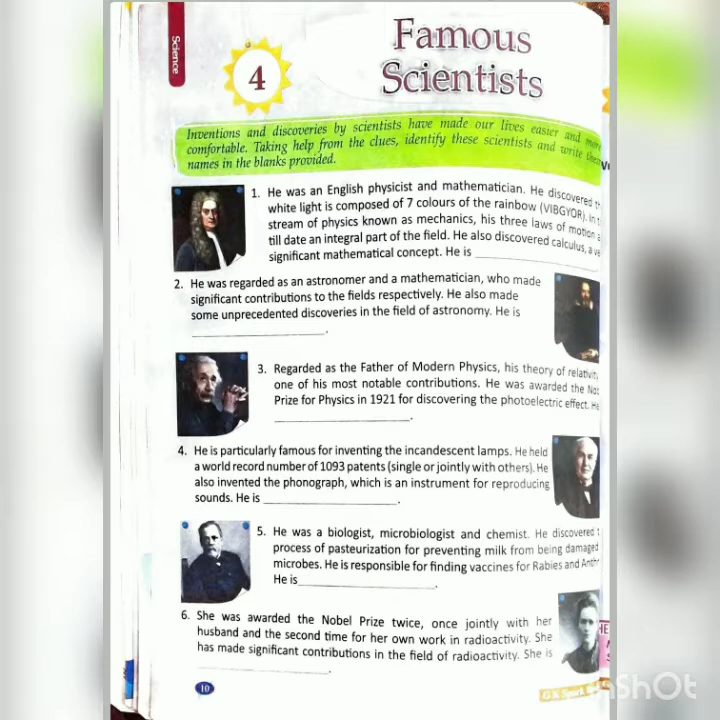 Science
4
Famous
Scientists
Inventions and discoveries by scientists have made our lives easier and more
comfortable. Taking help from the clues, identify these scientists and write their
names in the blanks provided.
1. He was an English physicist and mathematician. He discovered
white light is composed of 7 colours of the rainbow (VIBGYOR). In
stream of physics known as mechanics, his three laws of motion
till date an integral part of the field. He also discovered calculus, a
significant mathematical concept. He is
2. He was regarded as an astronomer and a mathematician, who made
significant contributions to the fields respectively. He also made
some unprecedented discoveries in the field of astronomy. He is
.
3. Regarded as the Father of Modern Physics, his theory of
one of his most notable contributions. He was awarded the
Prize for Physics in 1921 for discovering the photoelectric effect. He
.
4. He is particularly famous for inventing the incandescent lamps. He held
a world record number of 1093 patents (single or jointly with others). He
also invented the phonograph, which is an instrument for reproducing
sounds. He is .
5. He was a biologist, microbiologist and chemist. He discovered
process of pasteurization for preventing milk from being damaged
microbes. He is responsible for finding vaccines for Rabies and
He is .
6. She was awarded the Nobel Prize twice, once jointly with her
husband and the second time for her own work in radioactivity. She
has made significant contributions in the field of radioactivity. She is
.
10